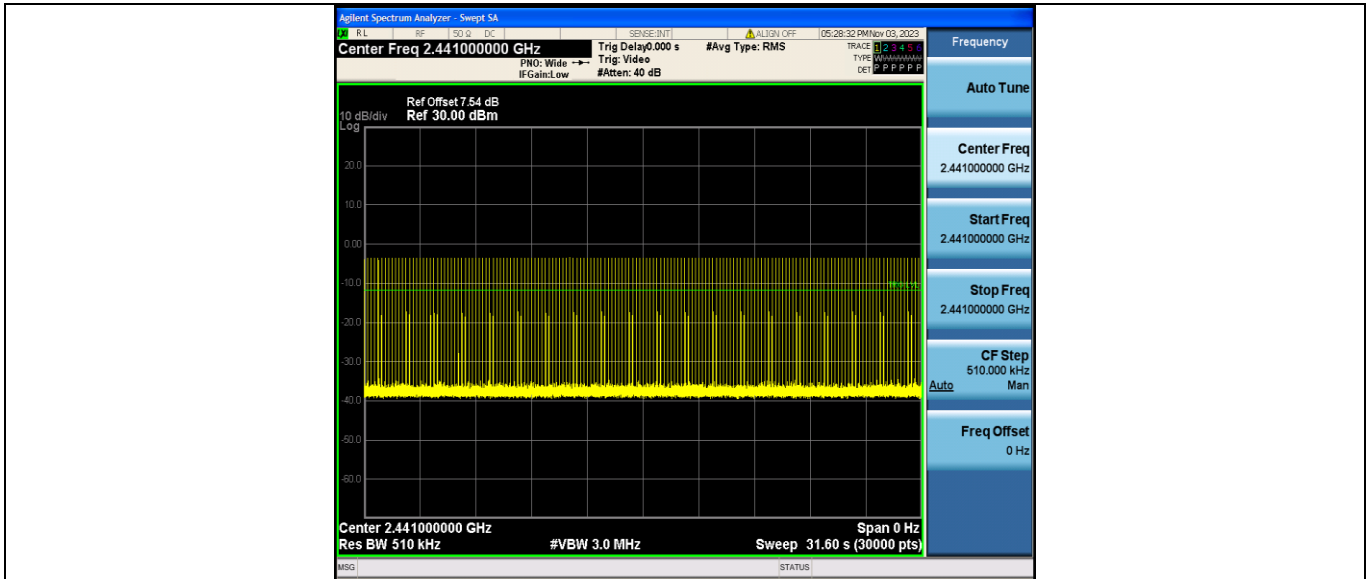 Agilent Spectrum Analyzer - Swept SA
LXI RL RF 50 Ω DC SENSE:INT ALIGN OFF 05:28:32 PM Nov 03, 2023
Center Freq 2.441000000 GHz
PNO: Wide
IFGain:Low
Trig Delay0.000 s
Trig: Video
#Atten: 40 dB
#Avg Type: RMS
TRACE 1 2 3 4 5 6
TYPE
DET P P P P P P
Ref Offset 7.54 dB
10 dB/div Ref 30.00 dBm
Log
20.0
10.0
0.00
-10.0
TRIG LVL
-20.0
-30.0
-40.0
-50.0
-60.0
Center 2.441000000 GHz Span 0 Hz
Res BW 510 kHz #VBW 3.0 MHz Sweep 31.60 s (30000 pts)
MSG STATUS
Frequency
Auto Tune
Center Freq
2.441000000 GHz
Start Freq
2.441000000 GHz
Stop Freq
2.441000000 GHz
CF Step
510.000 kHz
Auto Man
Freq Offset
0 Hz